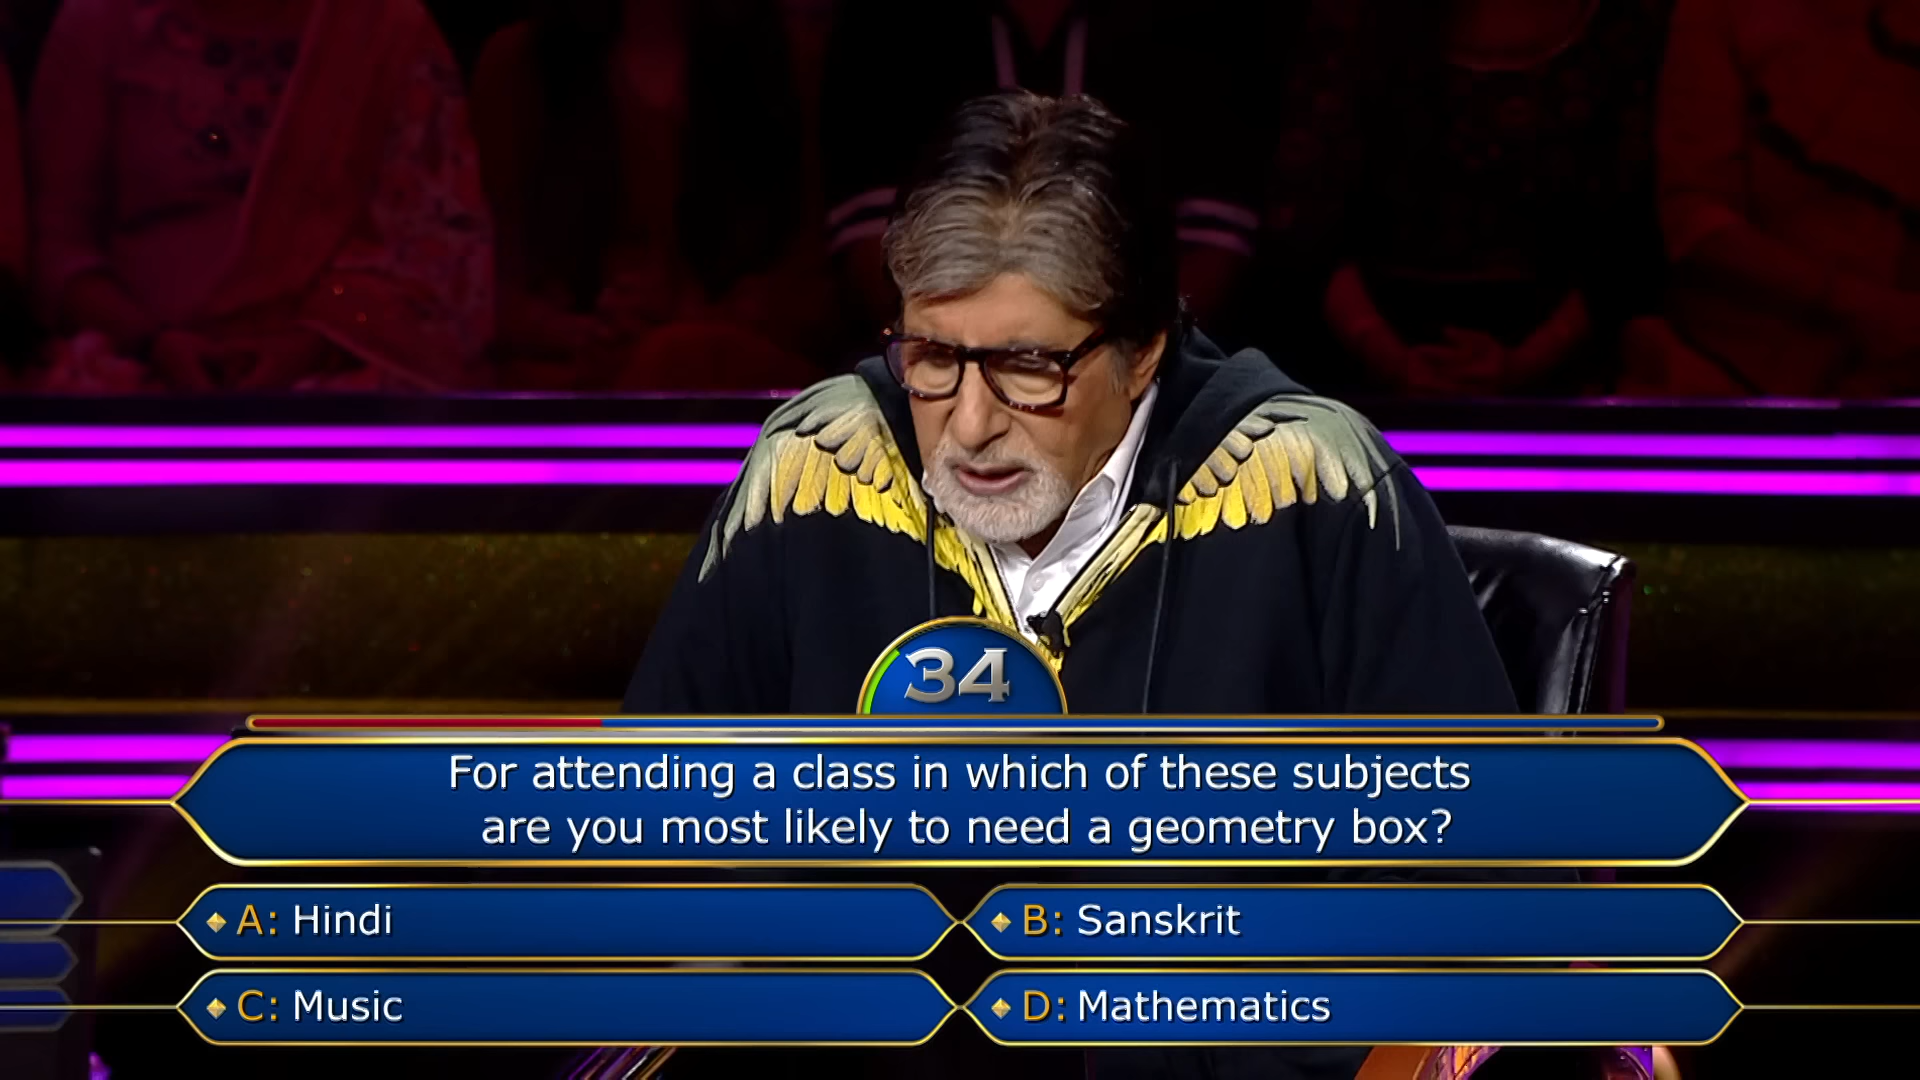 34
For attending a class in which of these subjects
are you most likely to need a geometry box?
A: Hindi
B: Sanskrit
C: Music
D: Mathematics